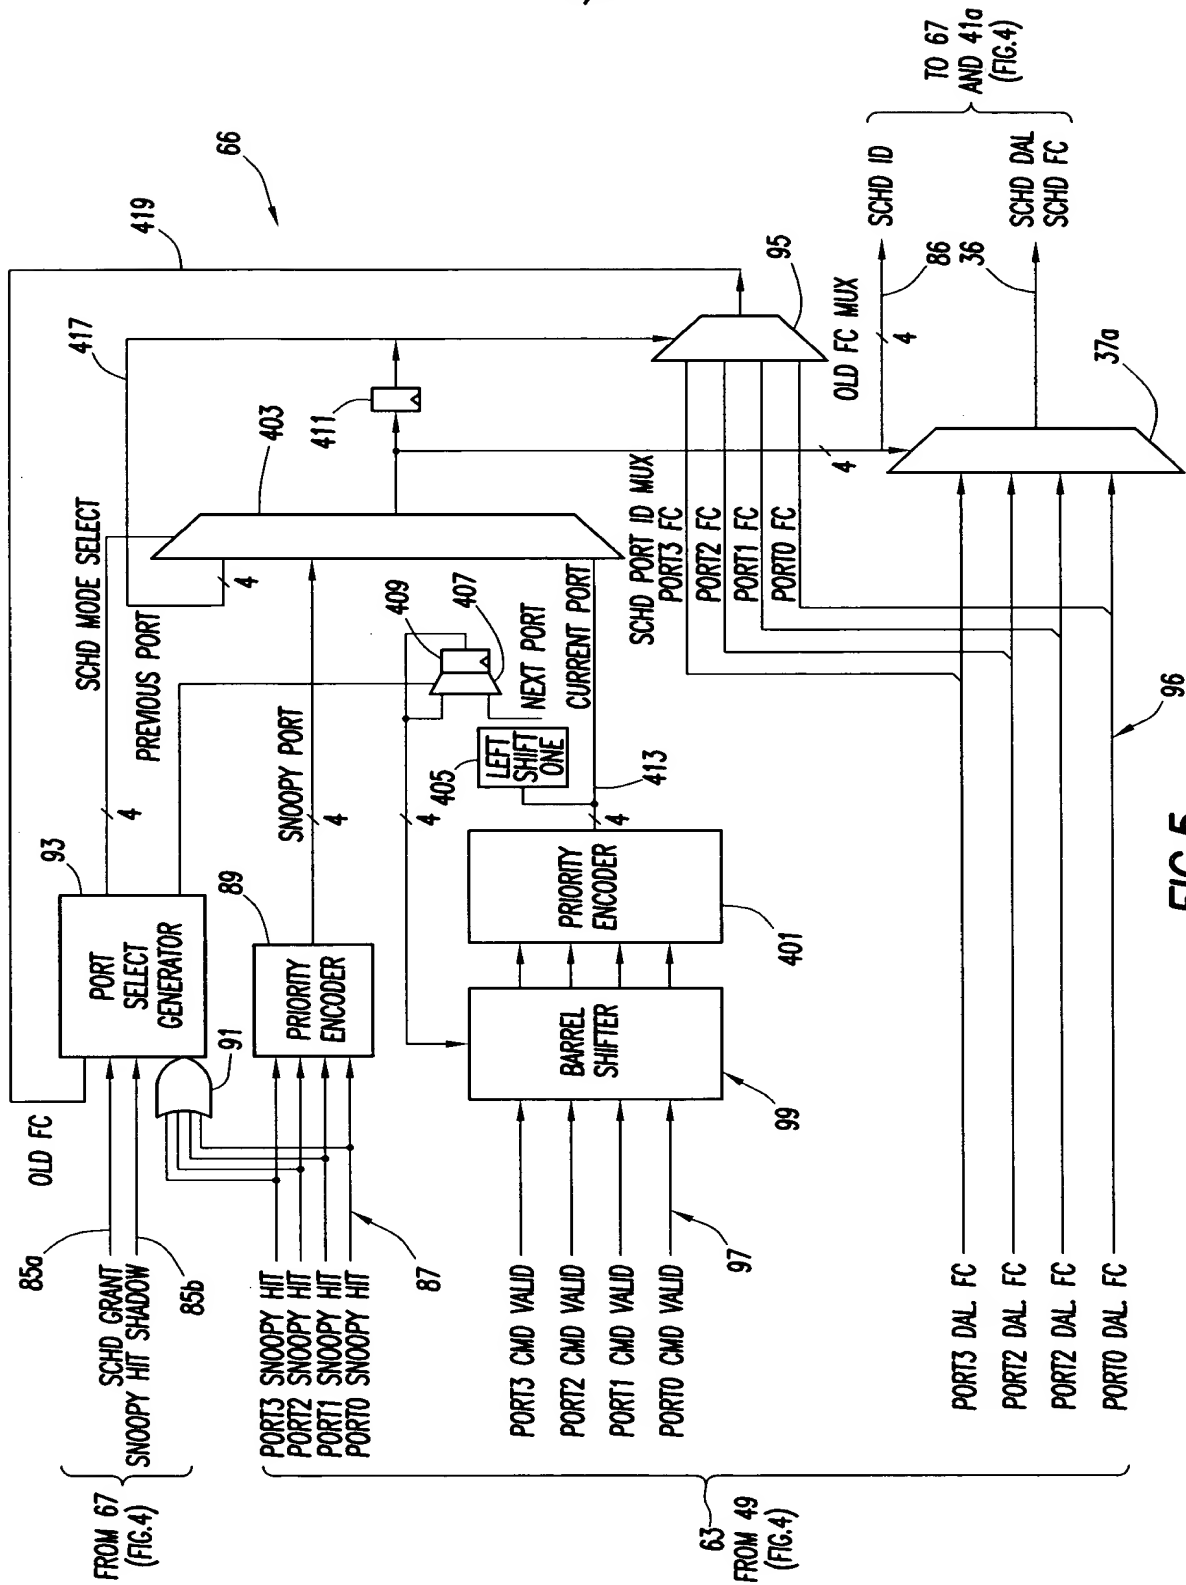 66
419
417
OLD FC
85a
SCHD GRANT
SNOOPY HIT SHADOW
85b
FROM 67
(FIG.4)
93
PORT
SELECT
GENERATOR
91
4
SCHD MODE SELECT
PREVIOUS PORT
4
403
411
PORT3 SNOOPY HIT
PORT2 SNOOPY HIT
PORT1 SNOOPY HIT
PORT0 SNOOPY HIT
87
89
PRIORITY
ENCODER
SNOOPY PORT
4
409
407
NEXT PORT
CURRENT PORT
405
LEFT
SHIFT
ONE
4
413
4
PORT3 CMD VALID
PORT2 CMD VALID
PORT1 CMD VALID
PORT0 CMD VALID
97
BARREL
SHIFTER
99
PRIORITY
ENCODER
401
63
FROM 49
(FIG.4)
SCHD PORT ID MUX
PORT3 FC
PORT2 FC
PORT1 FC
PORT0 FC
95
4
OLD FC MUX
4
86
SCHD ID
36
SCHD DAL
SCHD FC
TO 67
AND 41a
(FIG.4)
37a
PORT3 DAL. FC
PORT2 DAL. FC
PORT2 DAL. FC
PORT0 DAL. FC
96
FIG.5